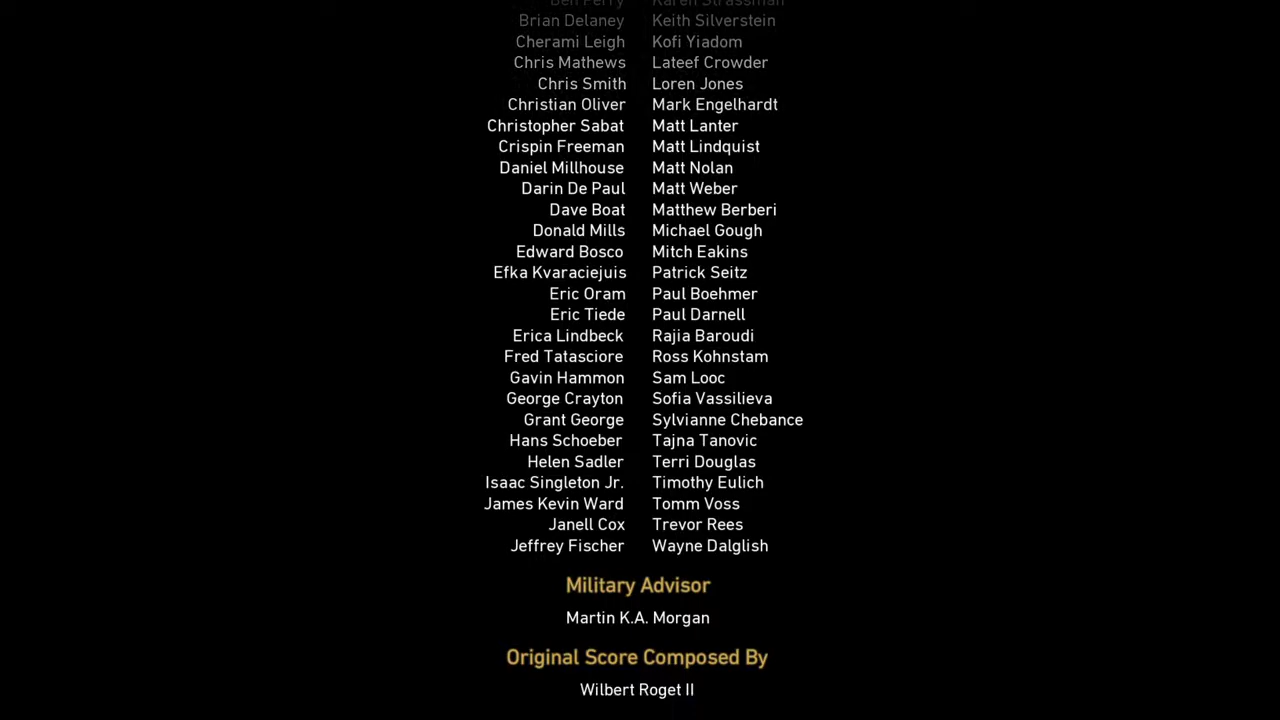 Ben Perry Karen Strassman
Brian Delaney Keith Silverstein
Cherami Leigh Kofi Yiadom
Chris Mathews Lateef Crowder
Chris Smith Loren Jones
Christian Oliver Mark Engelhardt
Christopher Sabat Matt Lanter
Crispin Freeman Matt Lindquist
Daniel Millhouse Matt Nolan
Darin De Paul Matt Weber
Dave Boat Matthew Berberi
Donald Mills Michael Gough
Edward Bosco Mitch Eakins
Efka Kvaraciejuis Patrick Seitz
Eric Oram Paul Boehmer
Eric Tiede Paul Darnell
Erica Lindbeck Rajia Baroudi
Fred Tatasciore Ross Kohnstam
Gavin Hammon Sam Looc
George Crayton Sofia Vassilieva
Grant George Sylvianne Chebance
Hans Schoeber Tajna Tanovic
Helen Sadler Terri Douglas
Isaac Singleton Jr. Timothy Eulich
James Kevin Ward Tomm Voss
Janell Cox Trevor Rees
Jeffrey Fischer Wayne Dalglish
Military Advisor
Martin K.A. Morgan
Original Score Composed By
Wilbert Roget II